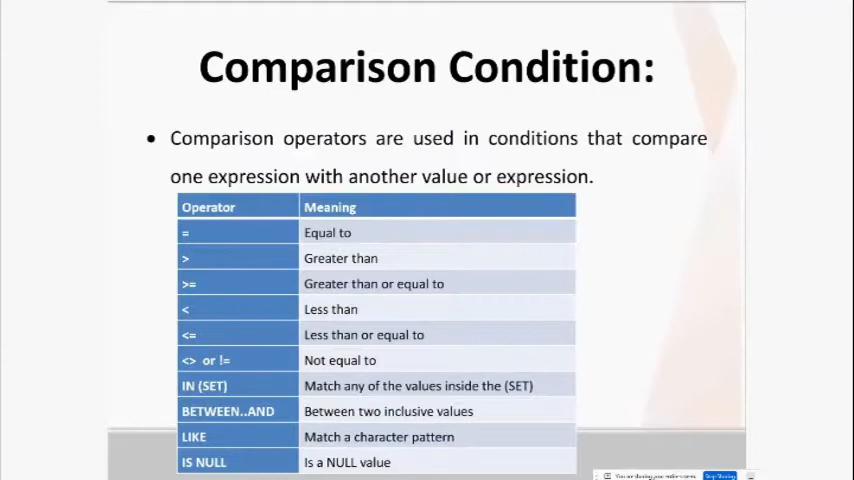 Comparison Condition:
• Comparison operators are used in conditions that compare
one expression with another value or expression.
Operator Meaning
= Equal to
> Greater than
>= Greater than or equal to
< Less than
<= Less than or equal to
<> or != Not equal to
IN (SET) Match any of the values inside the (SET)
BETWEEN..AND Between two inclusive values
LIKE Match a character pattern
IS NULL Is a NULL value
Stop Sharing